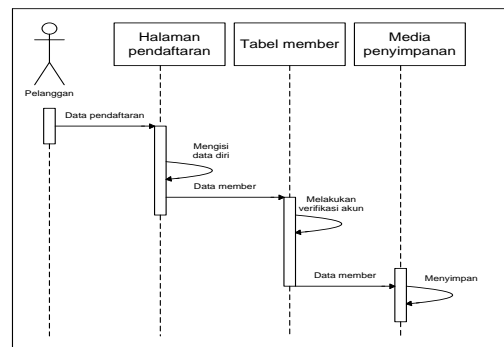 Halaman
pendaftaran
Tabel member
Media
penyimpanan
Pelanggan
Data pendaftaran
Mengisi
data diri
Data member
Melakukan
verifikasi akun
Data member
Menyimpan